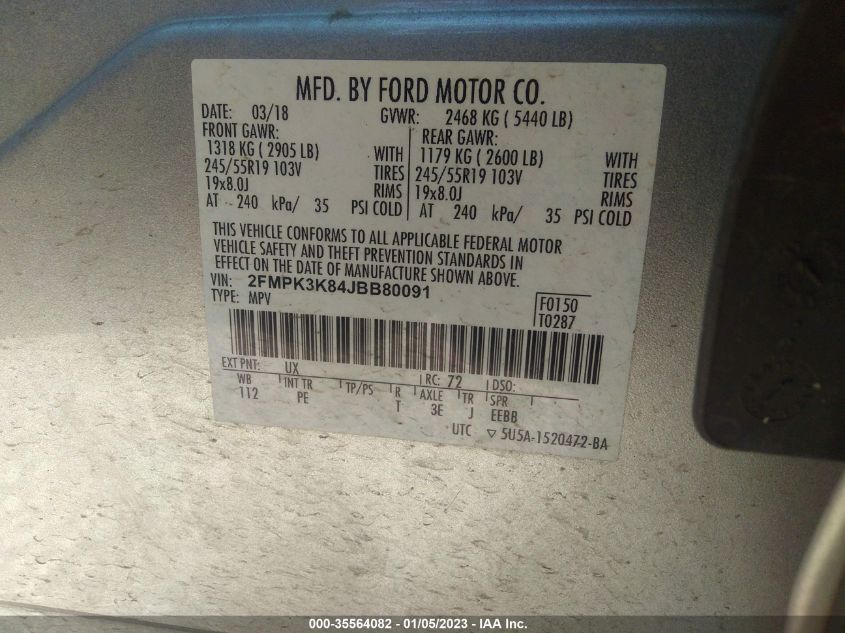 MFD. BY FORD MOTOR CO.
DATE: 03/18 GVWR: 2468 KG ( 5440 LB)
FRONT GAWR: REAR GAWR:
1318 KG ( 2905 LB) WITH 1179 KG ( 2600 LB) WITH
245/55R19 103V TIRES 245/55R19 103V TIRES
19x8.0J RIMS 19x8.0J RIMS
AT 240 kPa/ 35 PSI COLD AT 240 kPa/ 35 PSI COLD
THIS VEHICLE CONFORMS TO ALL APPLICABLE FEDERAL MOTOR
VEHICLE SAFETY AND THEFT PREVENTION STANDARDS IN
EFFECT ON THE DATE OF MANUFACTURE SHOWN ABOVE.
VIN: 2FMPK3K84JBB80091
TYPE: MPV F0150
T0287
EXT PNT: UX RC: 72 DSO:
WB INT TR TP/PS R AXLE TR SPR
112 PE T 3E J EEBB
UTC ▽ 5U5A-1520472-BA
000-35564082 - 01/05/2023 - IAA Inc.